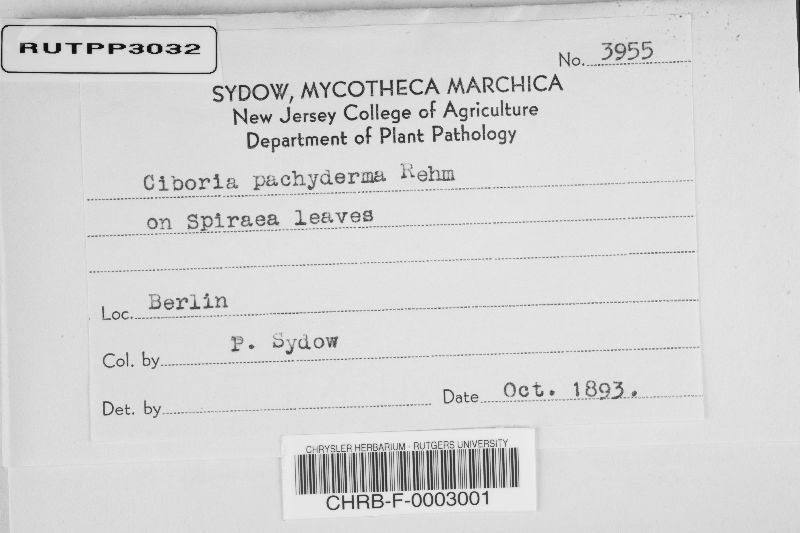 RUTPP3032
No. 3955
SYDOW, MYCOTHECA MARCHICA
New Jersey College of Agriculture
Department of Plant Pathology
Ciboria pachyderma Rehm
on Spiraea leaves
Loc. Berlin
Col. by P. Sydow
Det. by Date Oct. 1893.
CHRYSLER HERBARIUM - RUTGERS UNIVERSITY
CHRB-F-0003001